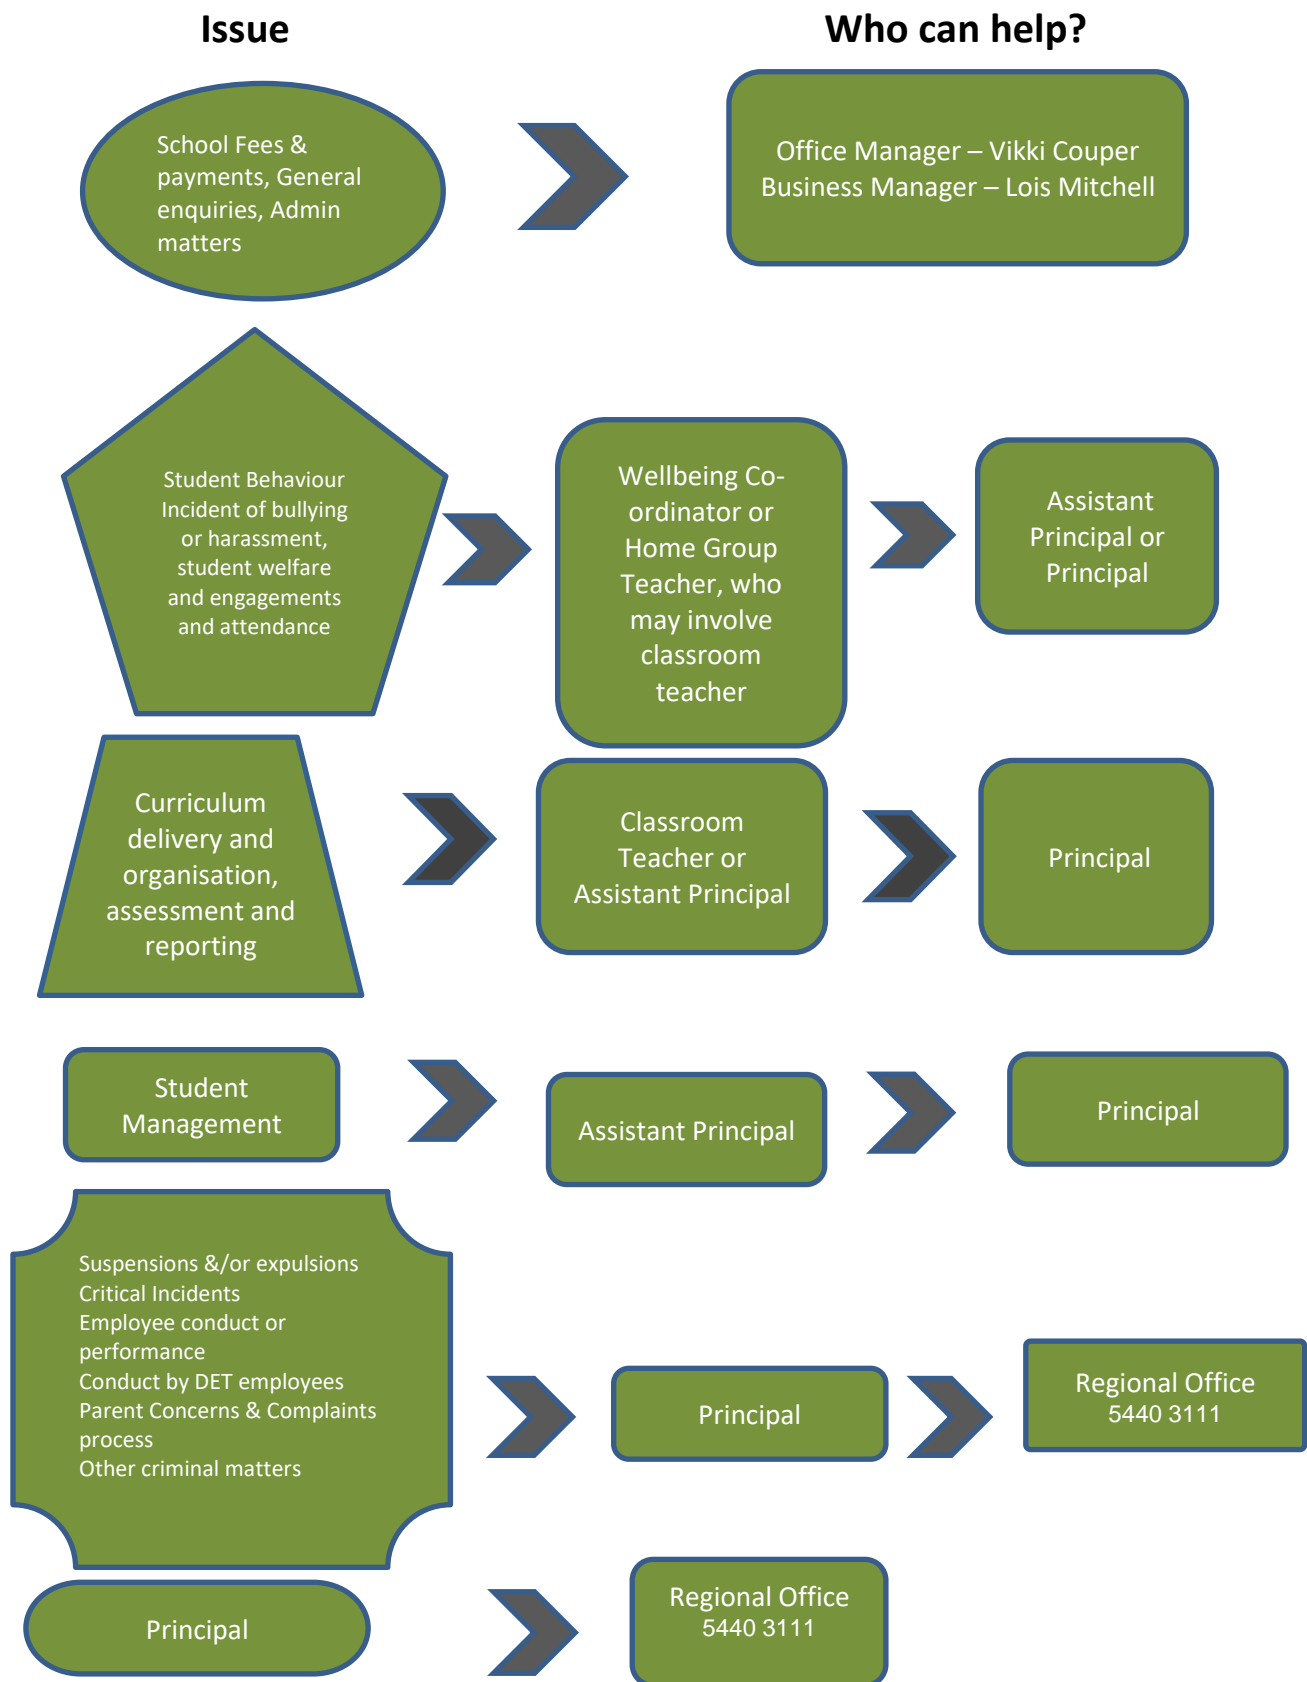 Issue
Who can help?
School Fees &
payments, General
enquiries, Admin
matters
Office Manager – Vikki Couper
Business Manager – Lois Mitchell
Student Behaviour
Incident of bullying
or harassment,
student welfare
and engagements
and attendance
Wellbeing Co-
ordinator or
Home Group
Teacher, who
may involve
classroom
teacher
Assistant
Principal or
Principal
Curriculum
delivery and
organisation,
assessment and
reporting
Classroom
Teacher or
Assistant Principal
Principal
Student
Management
Assistant Principal
Principal
Suspensions &/or expulsions
Critical Incidents
Employee conduct or
performance
Conduct by DET employees
Parent Concerns & Complaints
process
Other criminal matters
Principal
Regional Office
5440 3111
Principal
Regional Office
5440 3111